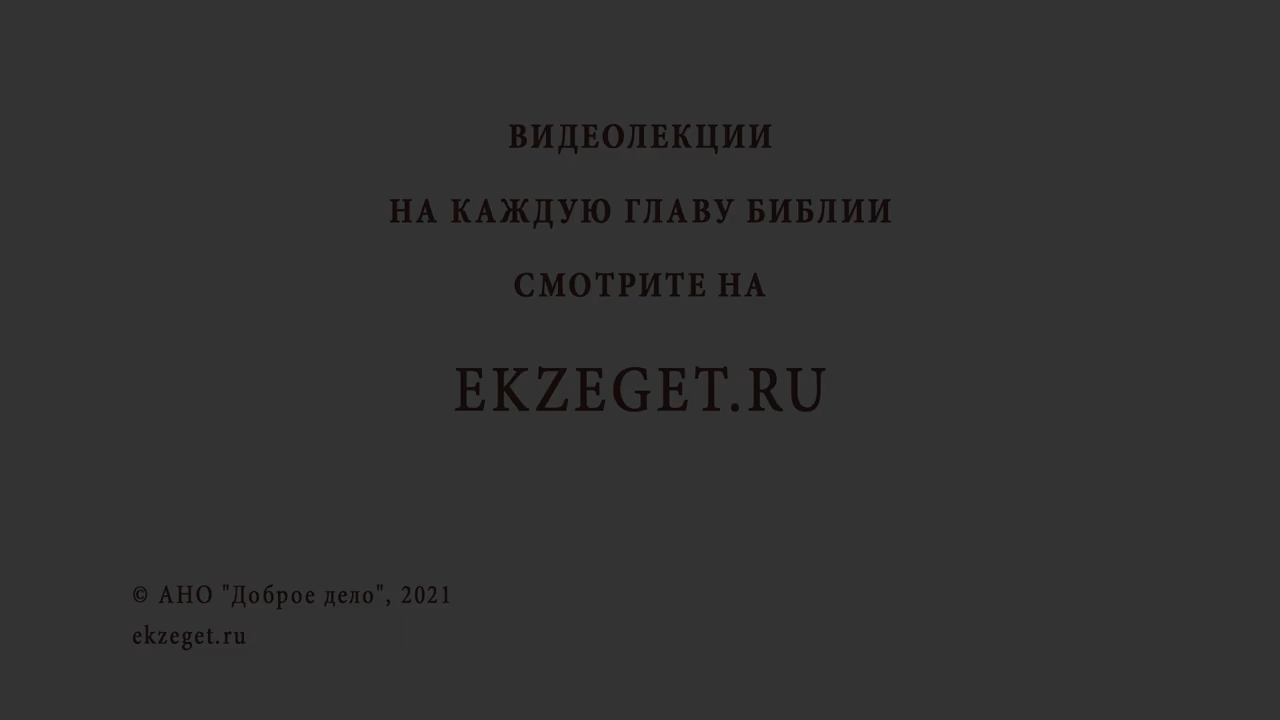 ВИДЕОЛЕКЦИИ
НА КАЖДУЮ ГЛАВУ БИБЛИИ
СМОТРИТЕ НА
EKZEGET.RU
© АНО "Доброе дело", 2021
ekzeget.ru